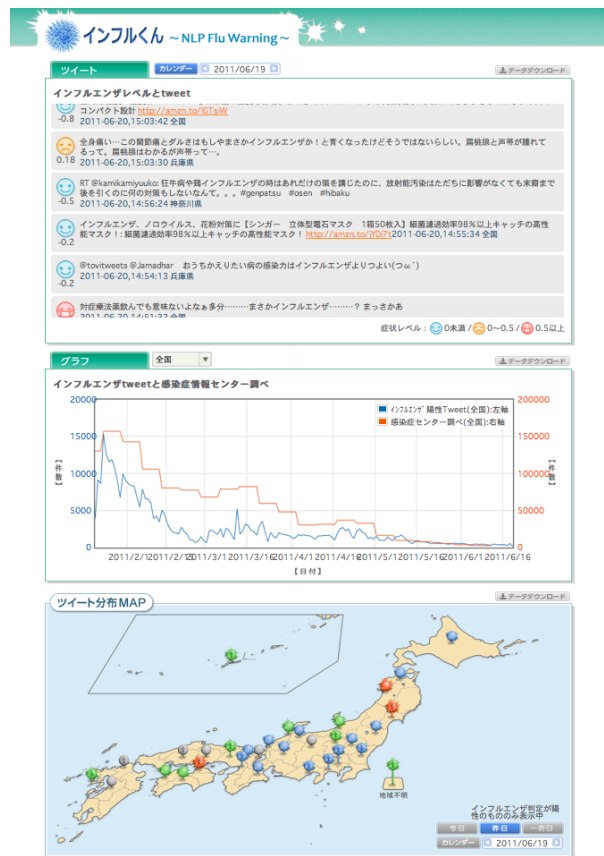 インフルくん ~NLP Flu Warning~
ツイート
カレンダー 2011/06/19
データダウンロード
インフルエンザレベルとtweet
コンパクト設計 http://amzn.to/lGTsiW
-0.8 2011-06-20,15:03:42 全国
全身痛い…この関節痛とダルさはもしやまさかインフルエンザか！と青くなったけどそうではないらしい。扁桃腺と声帯が腫れて
るって。扁桃腺はわかるが声帯って…。
0.18 2011-06-20,15:03:30 兵庫県
RT @kamikamiyuuko: 狂牛病や鶏インフルエンザの時はあれだけの策を講じたのに、放射能汚染はただちに影響がなくても末裔まで
後を引くのに何の対策もしないなんて。。。#genpatsu #osen #hibaku
-0.5 2011-06-20,14:56:24 神奈川県
インフルエンザ、ノロウイルス、花粉対策に【シンガー 立体型電石マスク 1箱50枚入】細菌濾過効率98%以上キャッチの高性
能マスク！: 細菌濾過効率98%以上キャッチの高性能マスク！ http://amzn.to/jYDj7t2011-06-20,14:55:34 全国
-0.2
@tovitweets @Jamadhar おうちかえりたい病の感染力はインフルエンザよりつよい(つω`)
-0.2 2011-06-20,14:54:13 兵庫県
対症療法薬飲んでも意味ないよなぁ多分………まさかインフルエンザ………？ まっさかあ
2011-06-20,14:51:32 全国
症状レベル： 0未満 / 0~0.5 / 0.5以上
グラフ
全国
データダウンロード
インフルエンザtweetと感染症情報センター調べ
インフルエンザ 陽性Tweet(全国):左軸
感染症センター調べ(全国):右軸
20000 200000
15000 150000
10000 100000
5000 50000
0 0
【件数】 【件数】
2011/2/1 2011/2/15 2011/3/1 2011/3/16 2011/4/1 2011/4/16 2011/5/1 2011/5/16 2011/6/1 2011/6/16
【日付】
ツイート分布MAP
データダウンロード
地域不明
インフルエンザ判定が陽
性のもののみ表示中
今日 昨日 一昨日
カレンダー 2011/06/19